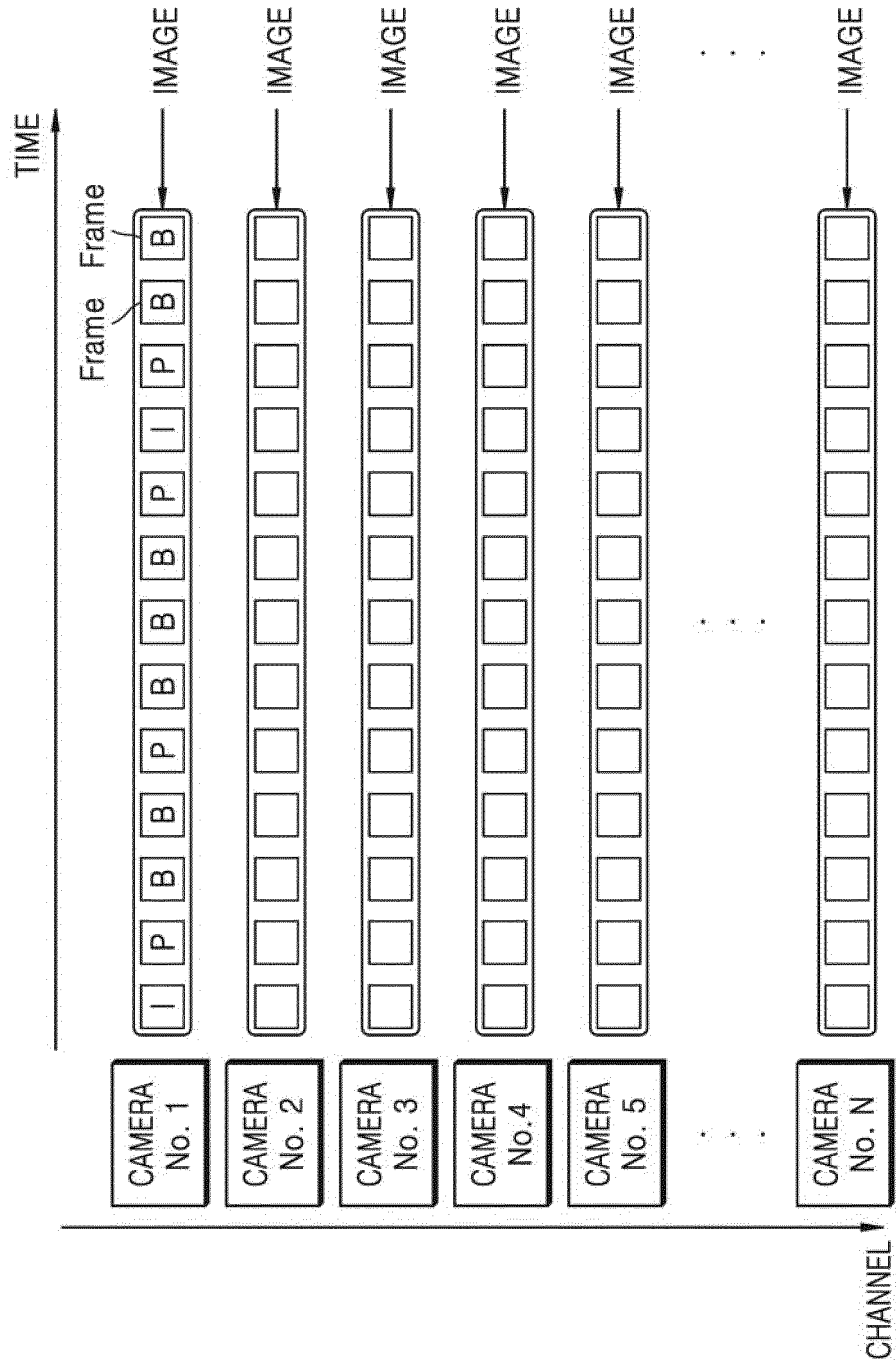 TIME
Frame Frame
CAMERA
No. 1
I P B B P B B B P I P B B
IMAGE
CAMERA
No. 2
IMAGE
CAMERA
No. 3
IMAGE
CAMERA
No.4
IMAGE
CAMERA
No. 5
IMAGE
. . .
. . .
. . .
CAMERA
No. N
IMAGE
CHANNEL